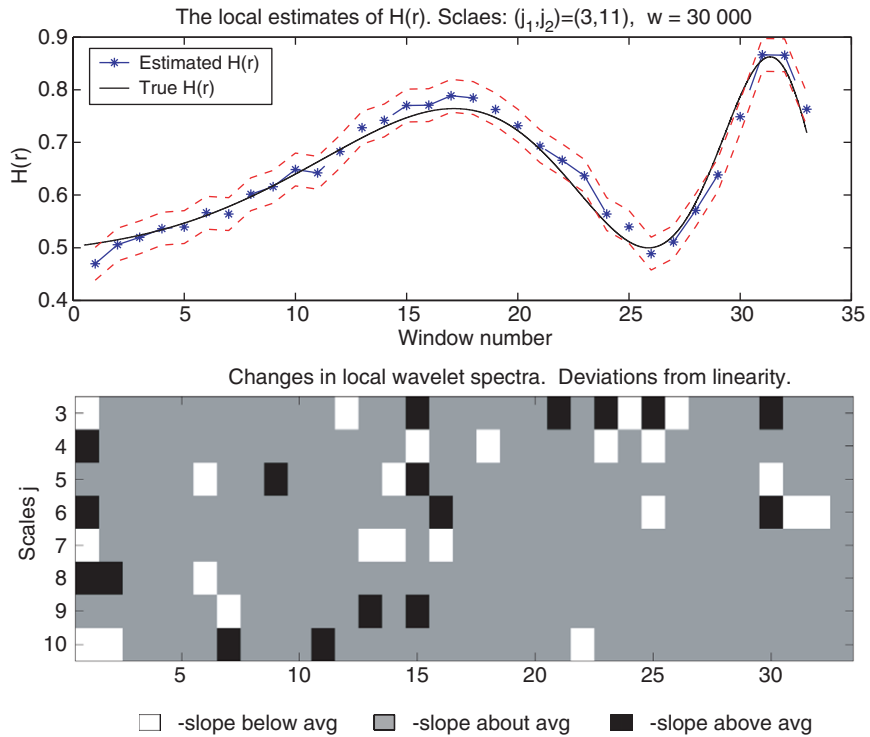 The local estimates of H(r). Sclaes: (j_1,j_2)=(3,11), w = 30 000
0.9
0.8
0.7
0.6
0.5
0.4
H(r)
Estimated H(r)
True H(r)
0 5 10 15 20 25 30 35
Window number
Changes in local wavelet spectra. Deviations from linearity.
3
4
5
6
7
8
9
10
Scales j
5 10 15 20 25 30
-slope below avg -slope about avg -slope above avg